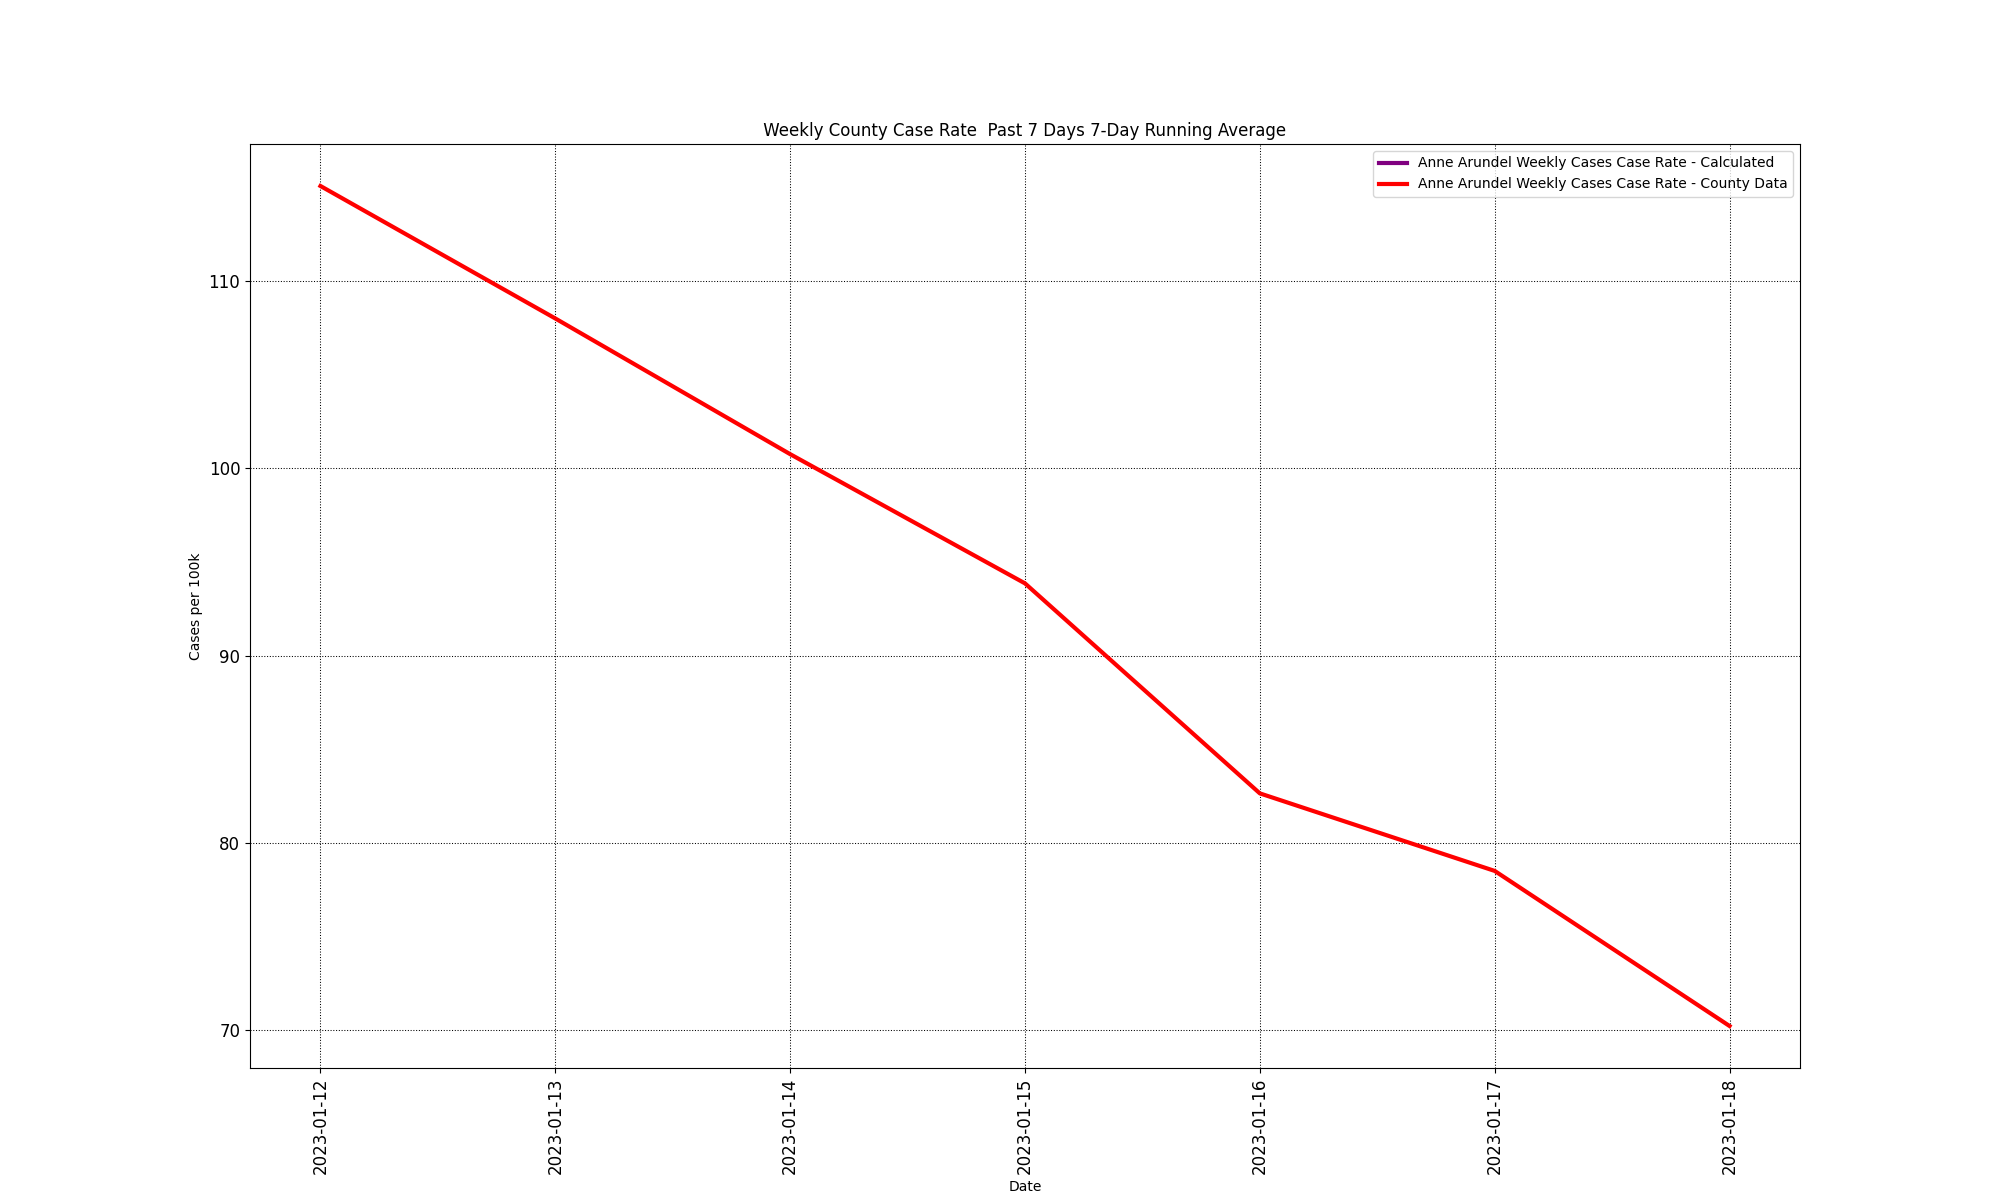 Weekly County Case Rate  Past 7 Days 7-Day Running Average
Anne Arundel Weekly Cases Case Rate - Calculated
Anne Arundel Weekly Cases Case Rate - County Data
110
100
90
80
70
Cases per 100k
2023-01-12
2023-01-13
2023-01-14
2023-01-15
2023-01-16
2023-01-17
2023-01-18
Date